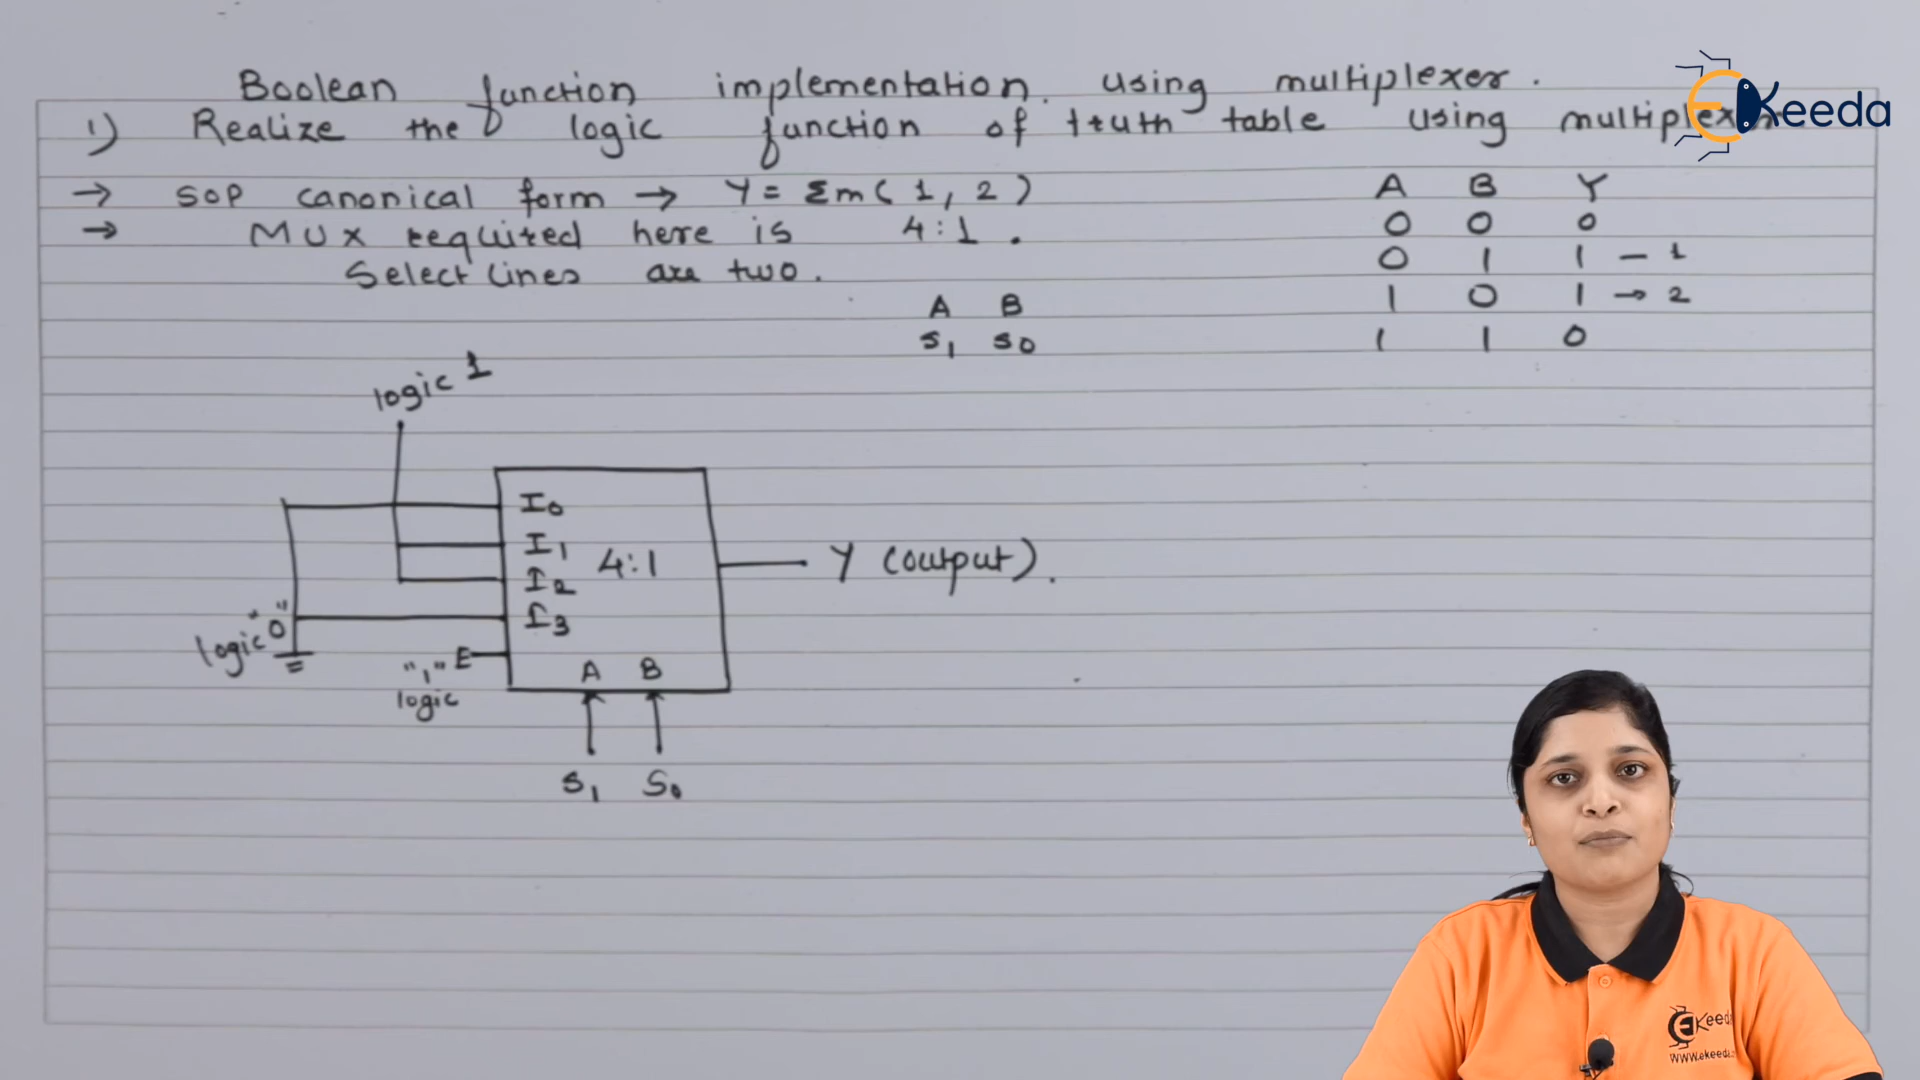 Boolean function implementation using multiplexer.
1) Realize the logic function of truth table using multiplexer
EKeeda
→ SOP canonical form → Y = Σm( 1, 2 )
→ MUX required here is 4:1 .
Select lines are two.
A B
S1 S0
A B Y
0 0 0
0 1 1 — 1
1 0 1 → 2
1 1 0
logic 1
I0
I1
4:1
I2
I3
Y (output).
logic "0"
"1" E
logic
A B
S1 S0
EKeeda
www.ekeeda.